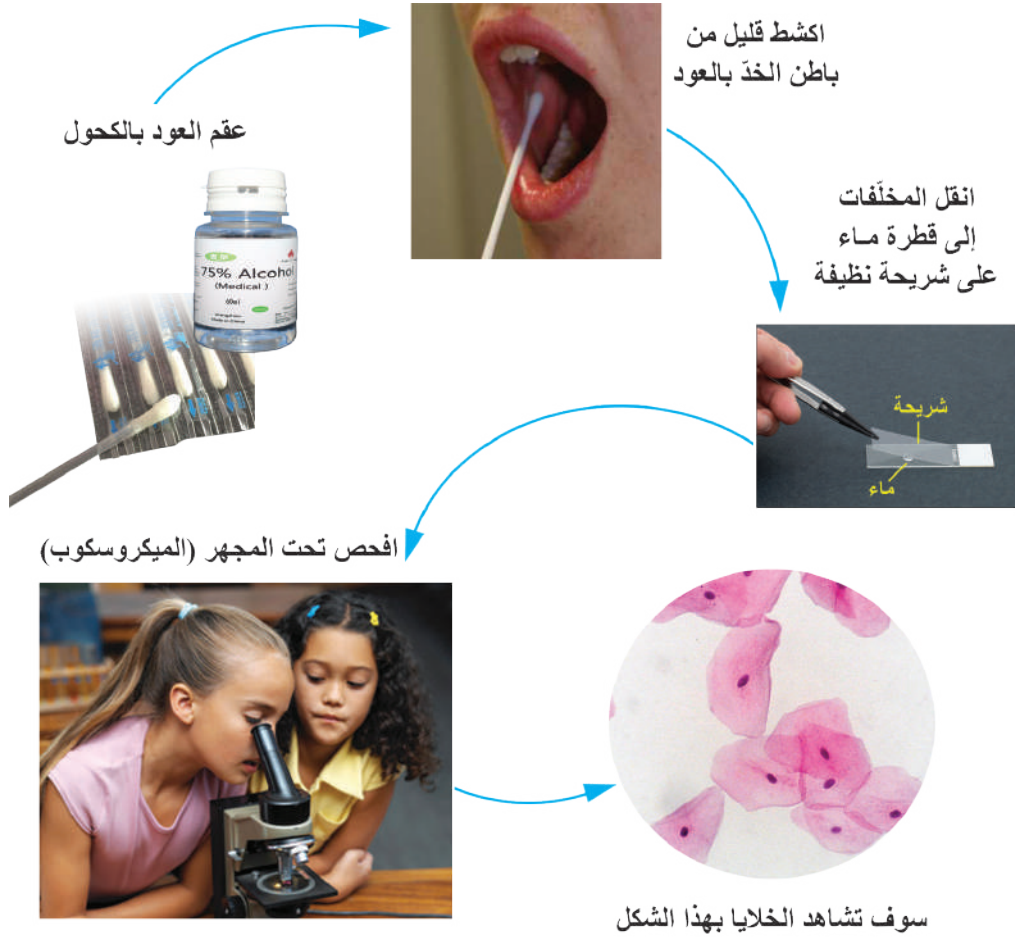 عقم العود بالكحول
75% Alcohol
(Medical )
اكشط قليل من
باطن الخدّ بالعود
انقل المخلّفات
إلى قطرة ماء
على شريحة نظيفة
شريحة
ماء
افحص تحت المجهر (الميكروسكوب)
سوف تشاهد الخلايا بهذا الشكل